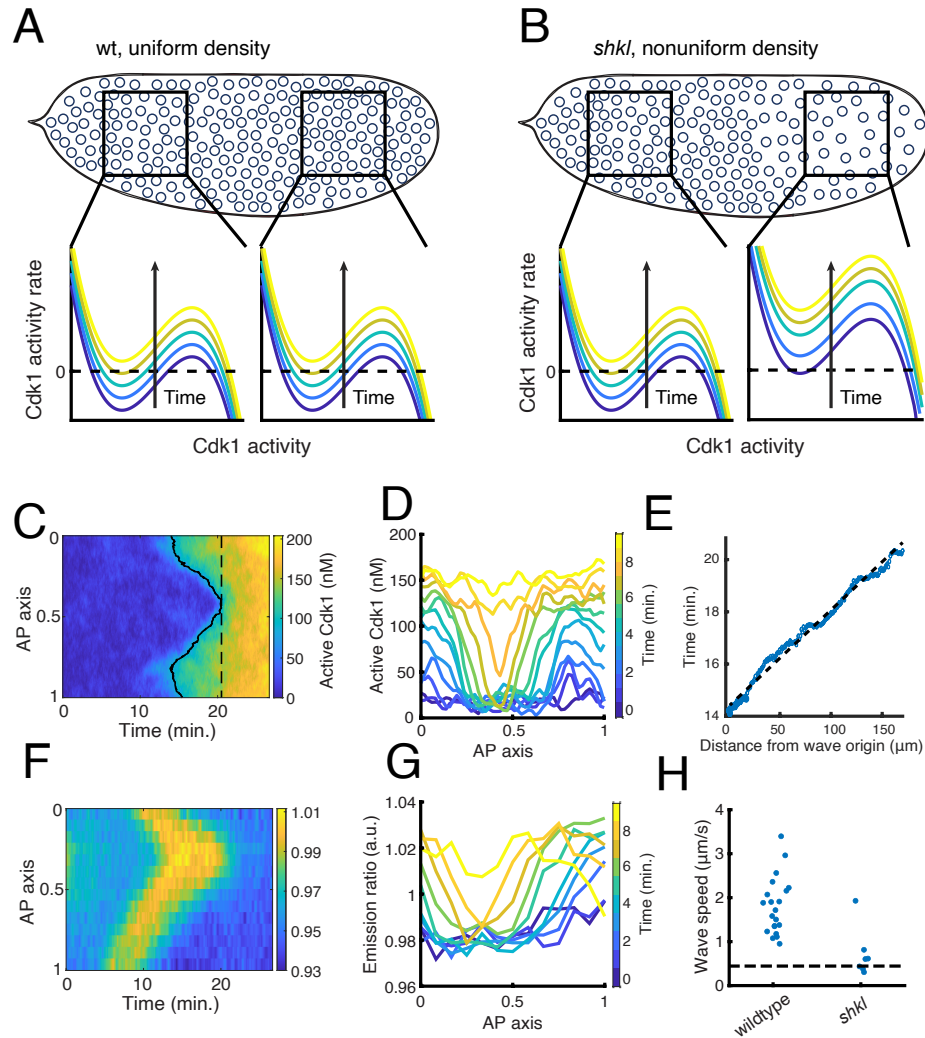 A
wt, uniform density
B
shkl, nonuniform density
Cdk1 activity rate
0
Time
Time
Cdk1 activity
Cdk1 activity rate
0
Time
Time
Cdk1 activity
C
0
0.5
1
AP axis
0
10
20
Time (min.)
200
150
100
50
0
Active Cdk1 (nM)
D
200
150
100
50
0
Active Cdk1 (nM)
0
0.5
1
AP axis
8
6
4
2
0
Time (min.)
E
20
18
16
14
Time (min.)
0
50
100
150
Distance from wave origin (μm)
F
0
0.5
1
AP axis
0
10
20
Time (min.)
1.01
0.99
0.97
0.95
0.93
G
1.04
1.02
1
0.98
0.96
Emission ratio (a.u.)
0
0.5
1
AP axis
8
6
4
2
0
Time (min.)
H
4
3
2
1
0
Wave speed (μm/s)
wildtype
shkl